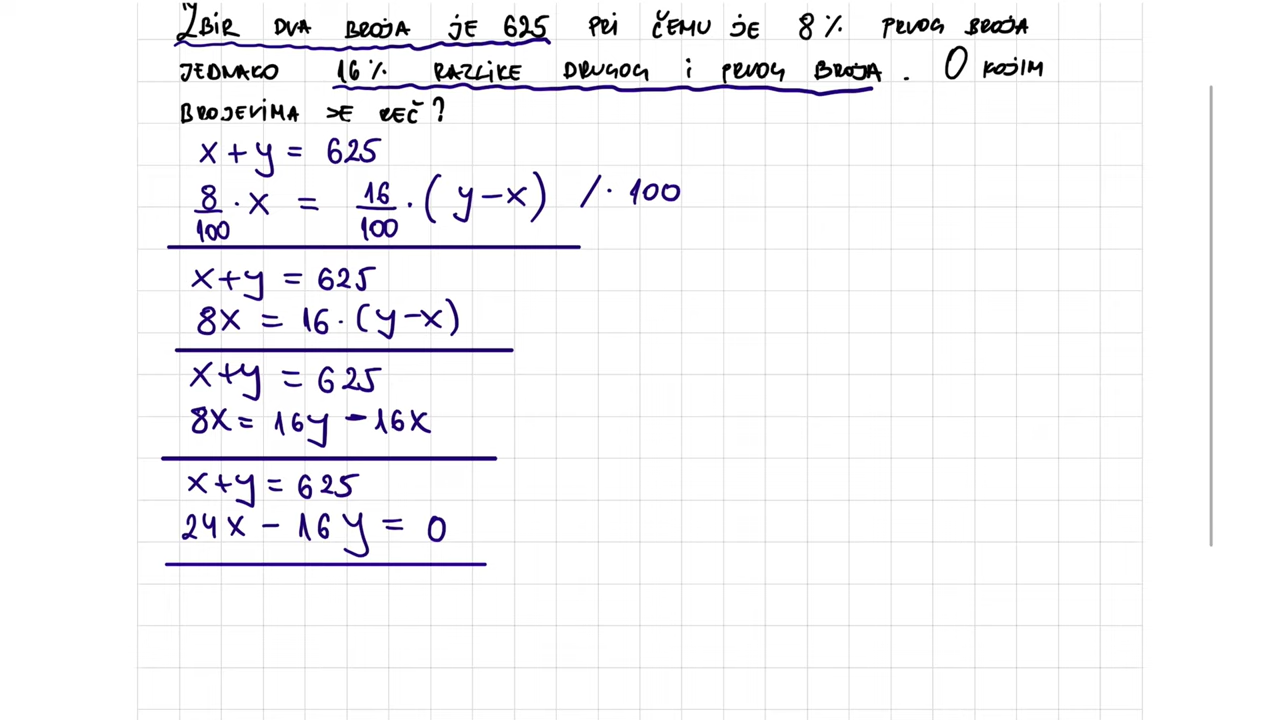 ZBIR DVA BROJA JE 625 PRI ČEMU JE 8% PRVOG BROJA
JEDNAKO 16% RAZLIKE DRUGOG I PRVOG BROJA. O KOJIM
BROJEVIMA JE REČ?
x+y = 625
8/100 · x = 16/100 · (y-x) /· 100
x+y = 625
8x = 16·(y-x)
x+y = 625
8x = 16y - 16x
x+y = 625
24x - 16y = 0